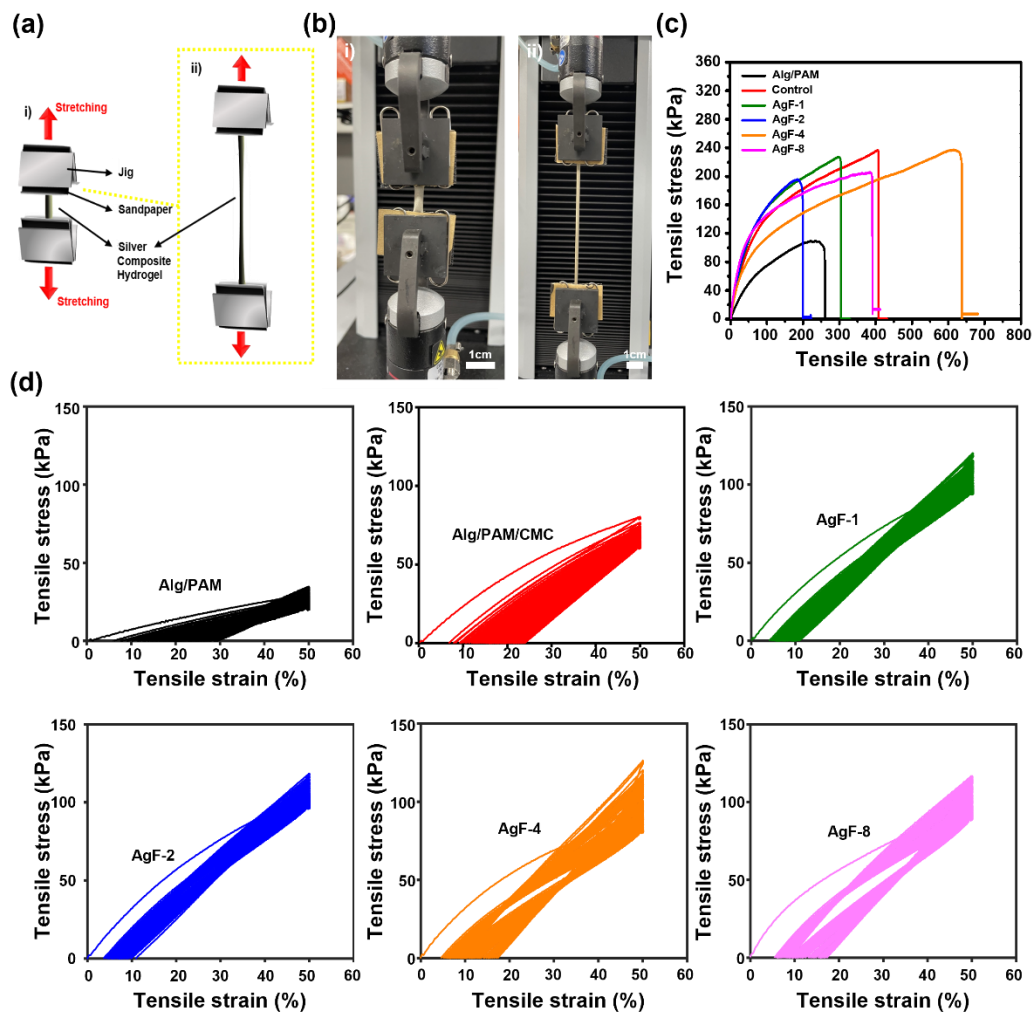 (a)
i)
Stretching
Jig
Sandpaper
Silver
Composite
Hydrogel
Stretching
ii)
(b)
i)
1cm
ii)
1cm
(c)
Tensile stress (kPa)
360
320
280
240
200
160
120
80
40
0
Alg/PAM
Control
AgF-1
AgF-2
AgF-4
AgF-8
0 100 200 300 400 500 600 700 800
Tensile strain (%)
(d)
Tensile stress (kPa)
150
100
50
0
Alg/PAM
0 10 20 30 40 50 60
Tensile strain (%)
Tensile stress (kPa)
150
100
50
0
Alg/PAM/CMC
0 10 20 30 40 50 60
Tensile strain (%)
Tensile stress (kPa)
150
100
50
0
AgF-1
0 10 20 30 40 50 60
Tensile strain (%)
Tensile stress (kPa)
150
100
50
0
AgF-2
0 10 20 30 40 50 60
Tensile strain (%)
Tensile stress (kPa)
150
100
50
0
AgF-4
0 10 20 30 40 50 60
Tensile strain (%)
Tensile stress (kPa)
150
100
50
0
AgF-8
0 10 20 30 40 50 60
Tensile strain (%)